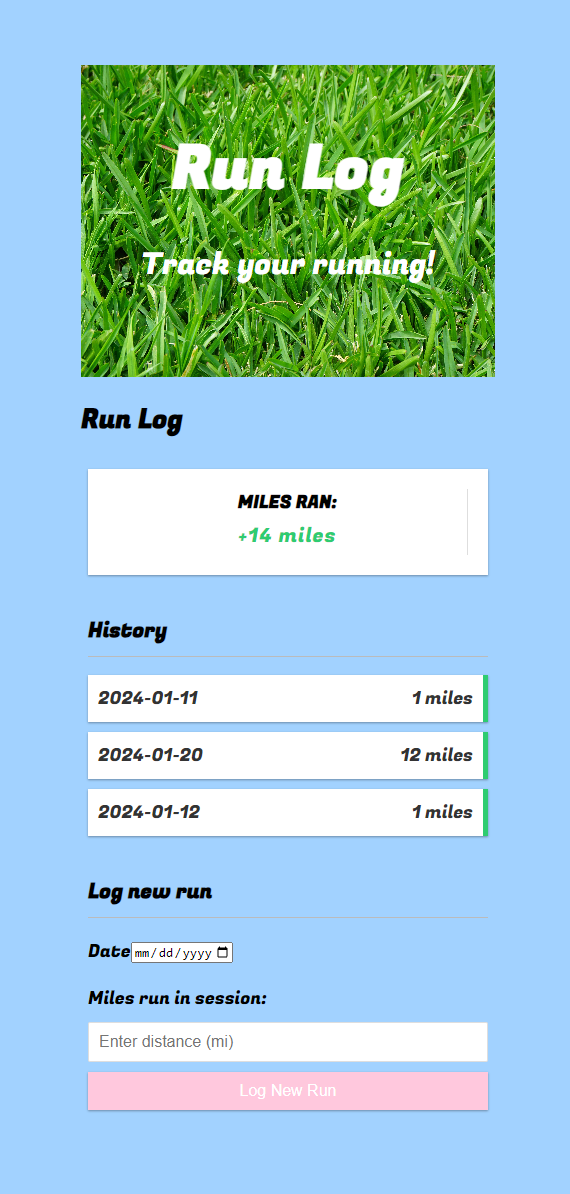 Run Log
Track your running!
Run Log
MILES RAN:
+14 miles
History
2024-01-11 1 miles
2024-01-20 12 miles
2024-01-12 1 miles
Log new run
Date mm/dd/yyyy
Miles run in session:
Enter distance (mi)
Log New Run